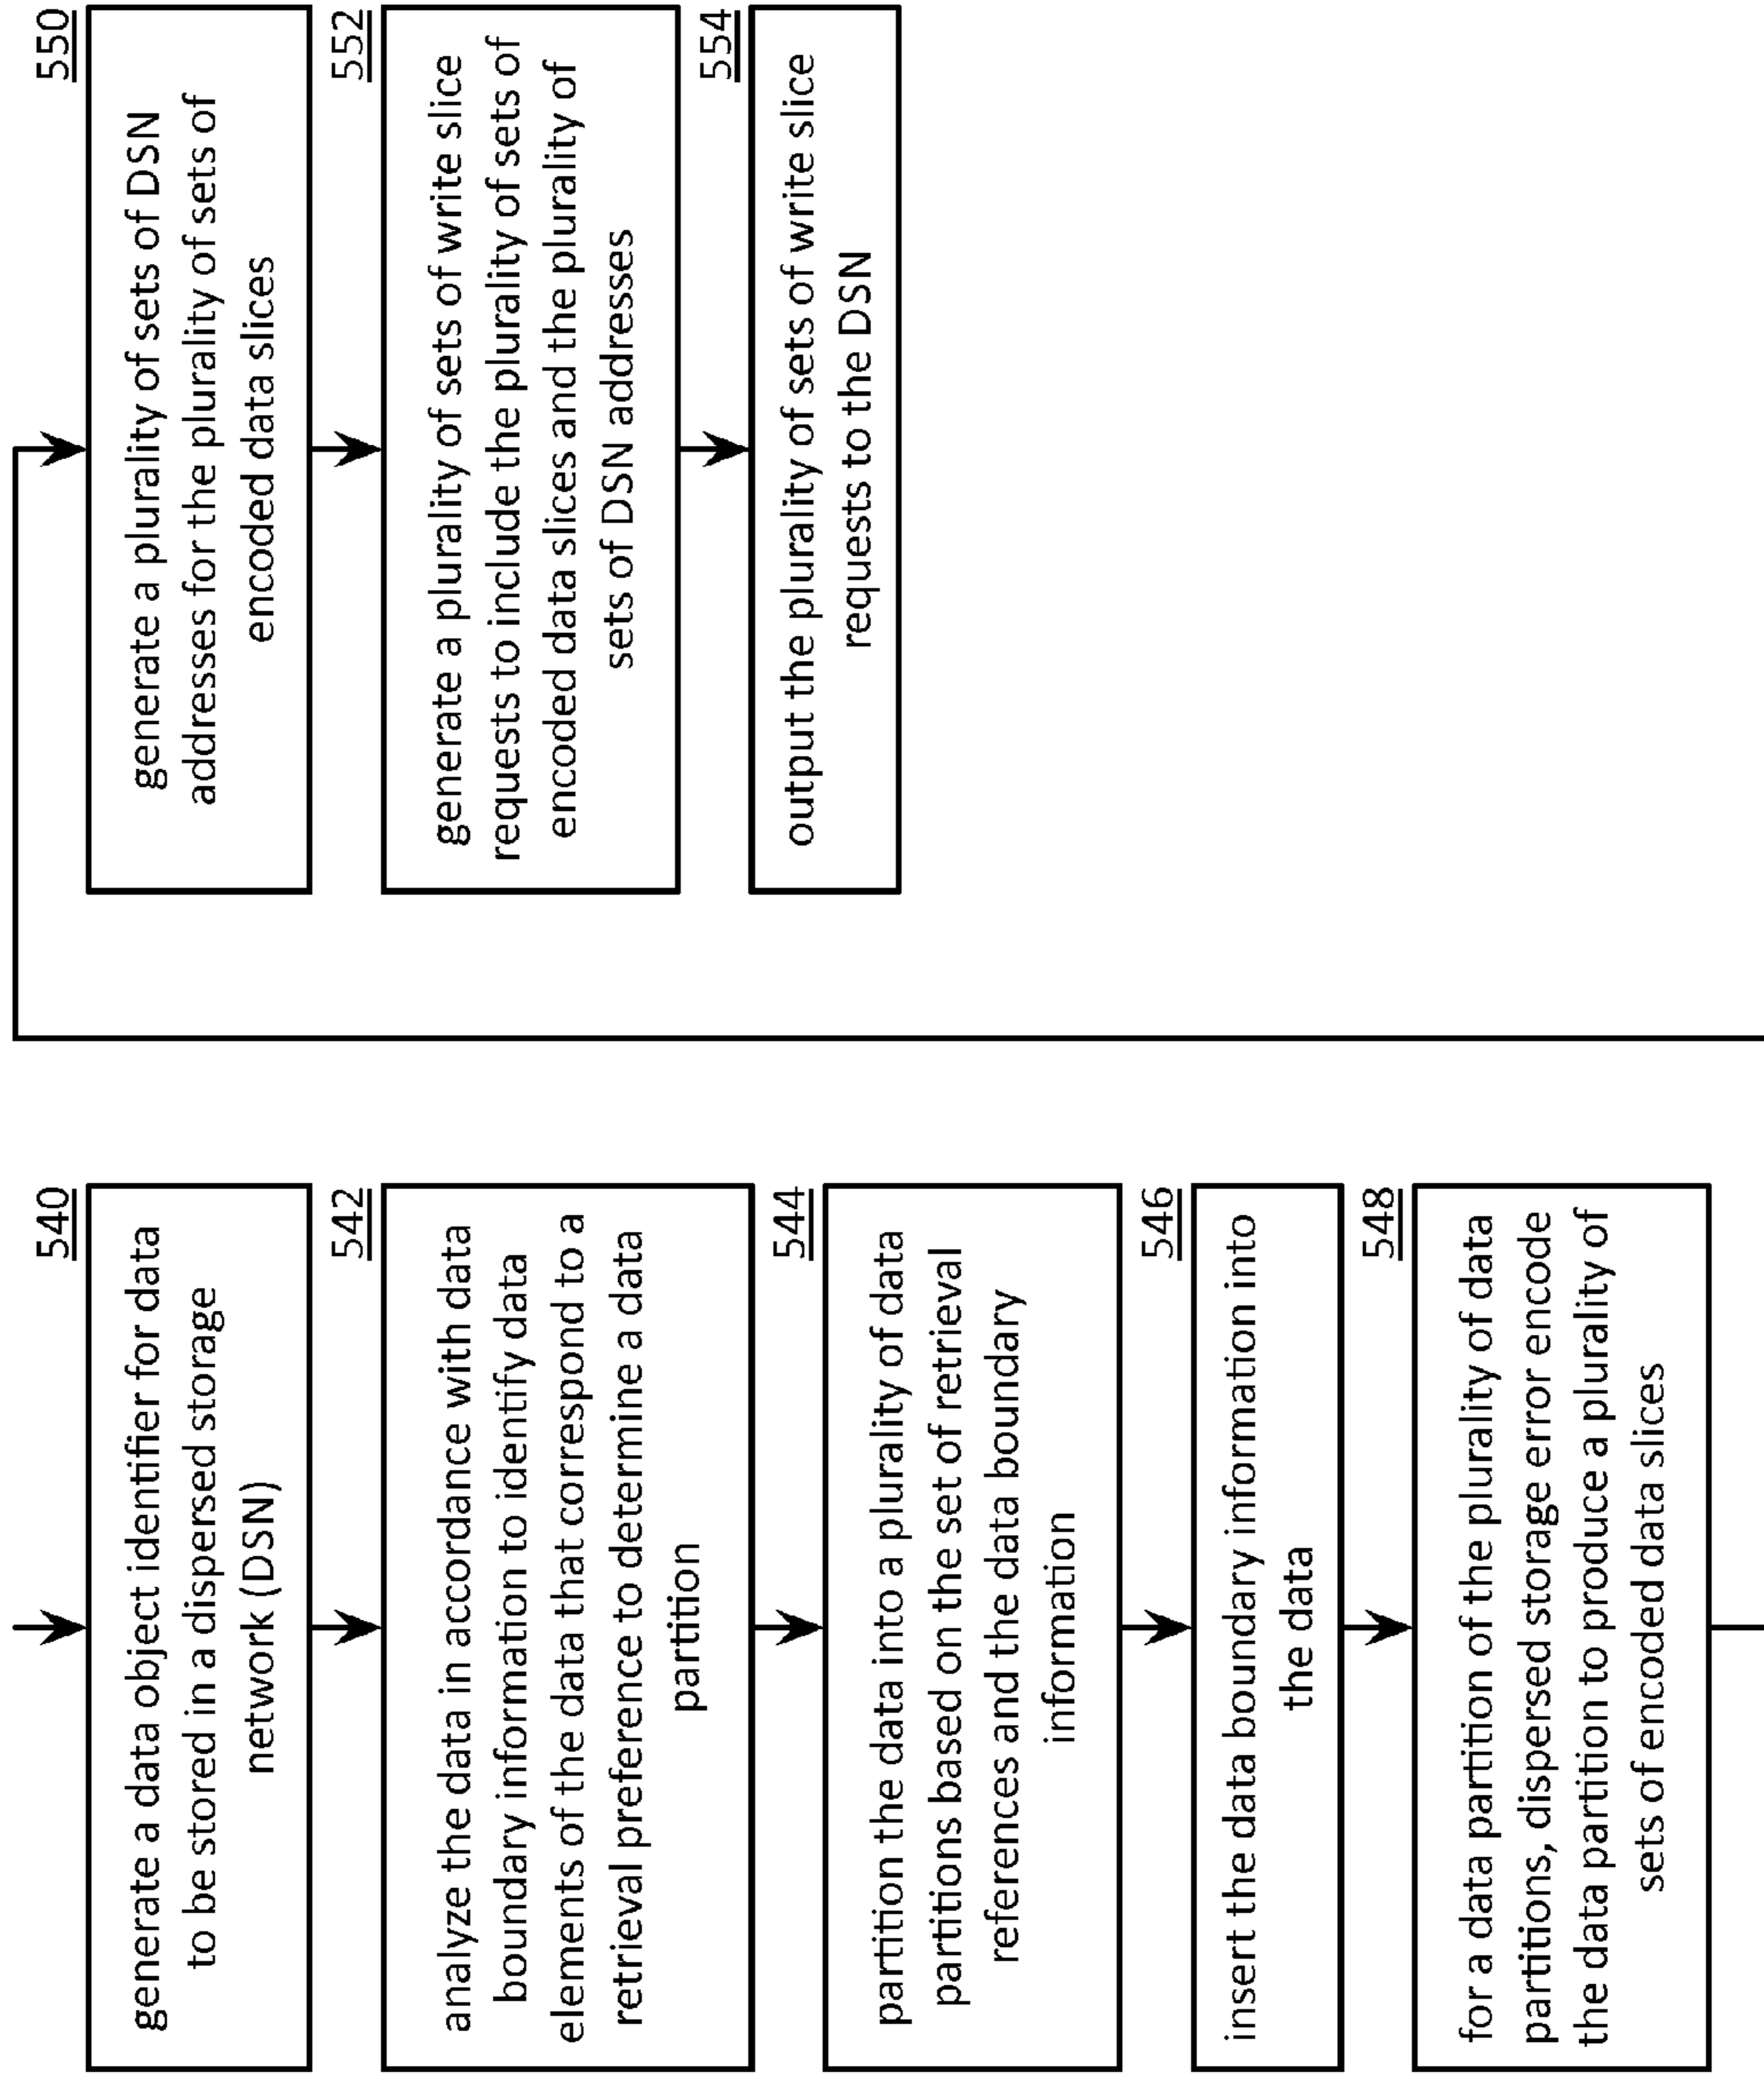 540
generate a data object identifier for data
to be stored in a dispersed storage
network (DSN)
542
analyze the data in accordance with data
boundary information to identify data
elements of the data that correspond to a
retrieval preference to determine a data
partition
544
partition the data into a plurality of data
partitions based on the set of retrieval
references and the data boundary
information
546
insert the data boundary information into
the data
548
for a data partition of the plurality of data
partitions, dispersed storage error encode
the data partition to produce a plurality of
sets of encoded data slices
550
generate a plurality of sets of DSN
addresses for the plurality of sets of
encoded data slices
552
generate a plurality of sets of write slice
requests to include the plurality of sets of
encoded data slices and the plurality of
sets of DSN addresses
554
output the plurality of sets of write slice
requests to the DSN